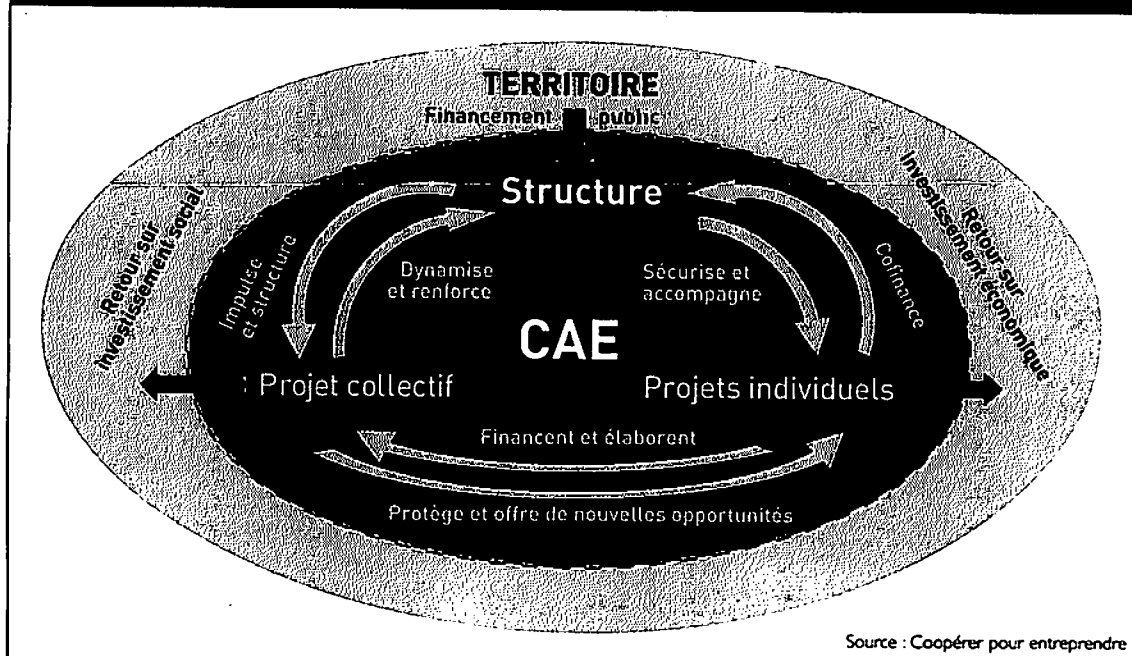 TERRITOIRE
Financement public
Structure
Retour sur
investissement social
Impulse
et structure
Dynamise
et renforce
Sécurise et
accompagne
Cofinance
Retour sur
Investissement économique
CAE
: Projet collectif
Projets individuels
Financent et élaborent
Protège et offre de nouvelles opportunités
Source : Coopérer pour entreprendre